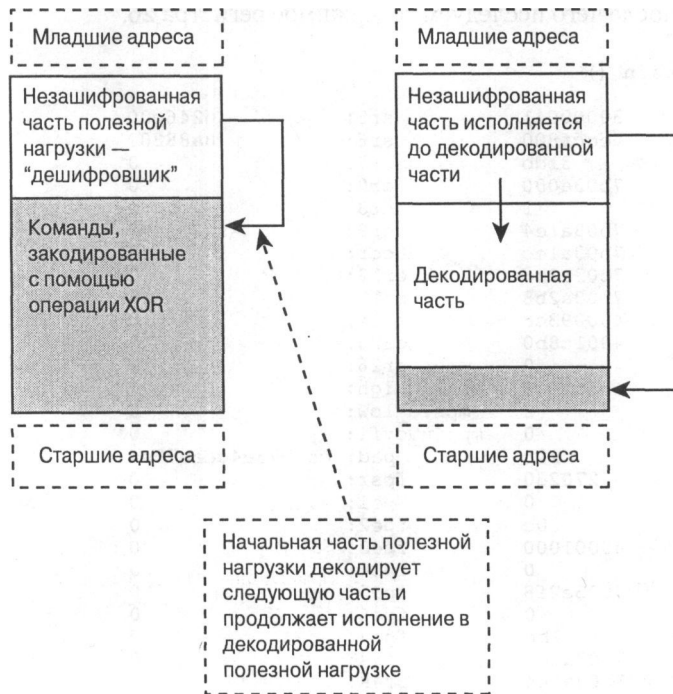 Младшие адреса
Незашифрованная
часть полезной
нагрузки —
“дешифровщик”
Команды,
закодированные
с помощью
операции XOR
Старшие адреса
Младшие адреса
Незашифрованная
часть исполняется
до декодированной
части
Декодированная
часть
Старшие адреса
Начальная часть полезной
нагрузки декодирует
следующую часть и
продолжает исполнение в
декодированной
полезной нагрузке